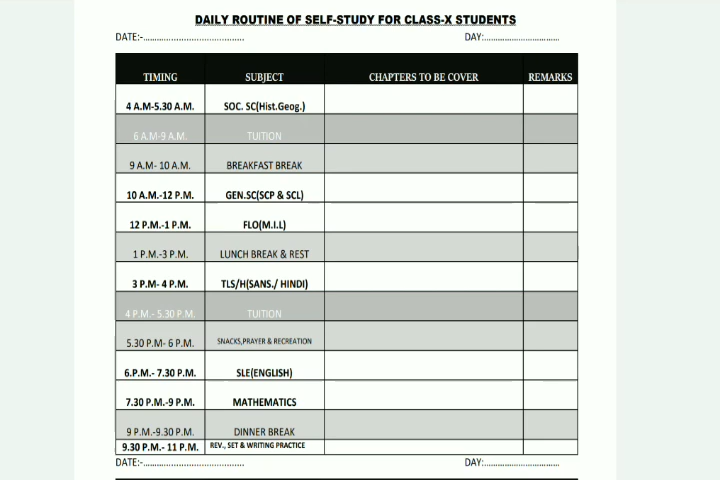 DAILY ROUTINE OF SELF-STUDY FOR CLASS-X STUDENTS
DATE:-........................................ DAY:..............................
TIMING SUBJECT CHAPTERS TO BE COVER REMARKS
4 A.M-5.30 A.M. SOC. SC(Hist.Geog.)
6 A.M-9 A.M. TUITION
9 A.M- 10 A.M. BREAKFAST BREAK
10 A.M.-12 P.M. GEN.SC(SCP & SCL)
12 P.M.-1 P.M. FLO(M.I.L)
1 P.M.-3 P.M. LUNCH BREAK & REST
3 P.M- 4 P.M. TLS/H(SANS./ HINDI)
4 P.M.- 5.30 P.M. TUITION
5.30 P.M- 6 P.M. SNACKS,PRAYER & RECREATION
6.P.M.- 7.30 P.M. SLE(ENGLISH)
7.30 P.M.-9 P.M. MATHEMATICS
9 P.M.-9.30 P.M. DINNER BREAK
9.30 P.M.- 11 P.M. REV., SET & WRITING PRACTICE
DATE:-........................................ DAY:..............................